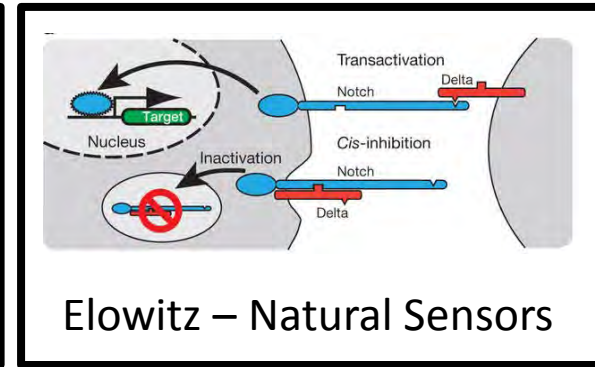 Transactivation
Delta
Notch
Target
Nucleus
Cis-inhibition
Inactivation
Notch
Delta
Elowitz – Natural Sensors